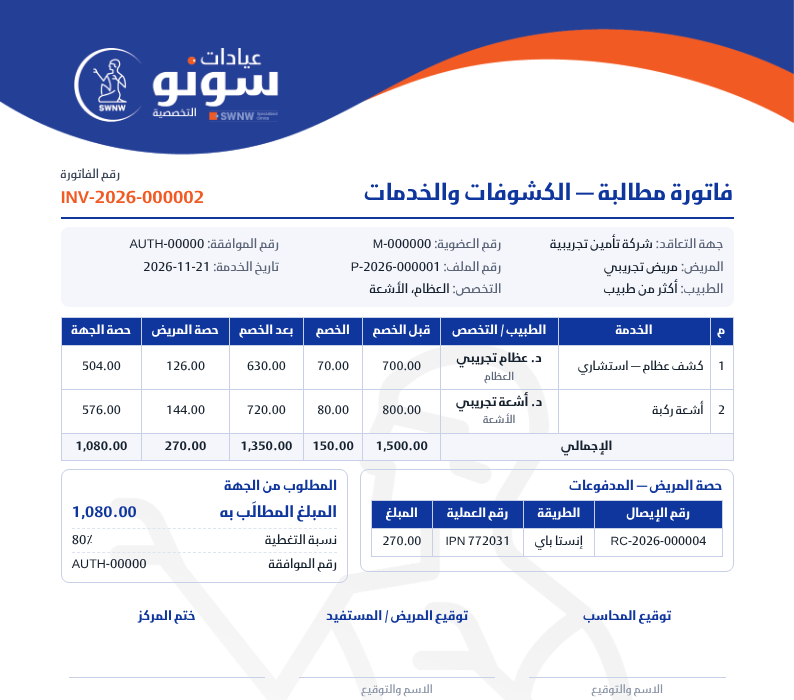 عيادات
سونو
التخصصية SWNW
SWNW
رقم الفاتورة
فاتورة مطالبة — الكشوفات والخدمات INV-2026-000002
جهة التعاقد: شركة تأمين تجريبية رقم العضوية: M-000000 رقم الموافقة: AUTH-00000
المريض: مريض تجريبي رقم الملف: P-2026-000001 تاريخ الخدمة: 21-11-2026
الطبيب: أكثر من طبيب التخصص: العظام، الأشعة
م الخدمة الطبيب / التخصص قبل الخصم الخصم بعد الخصم حصة المريض حصة الجهة
1 كشف عظام — استشاري د. عظام تجريبي 700.00 70.00 630.00 126.00 504.00
العظام
2 أشعة ركبة د. أشعة تجريبي 800.00 80.00 720.00 144.00 576.00
الأشعة
الإجمالي 1,500.00 150.00 1,350.00 270.00 1,080.00
حصة المريض — المدفوعات
رقم الإيصال الطريقة رقم العملية المبلغ
RC-2026-000004 إنستا باي IPN 772031 270.00
المطلوب من الجهة
المبلغ المطالَب به 1,080.00
نسبة التغطية 80٪
رقم الموافقة AUTH-00000
توقيع المحاسب توقيع المريض / المستفيد ختم المركز
الاسم والتوقيع الاسم والتوقيع